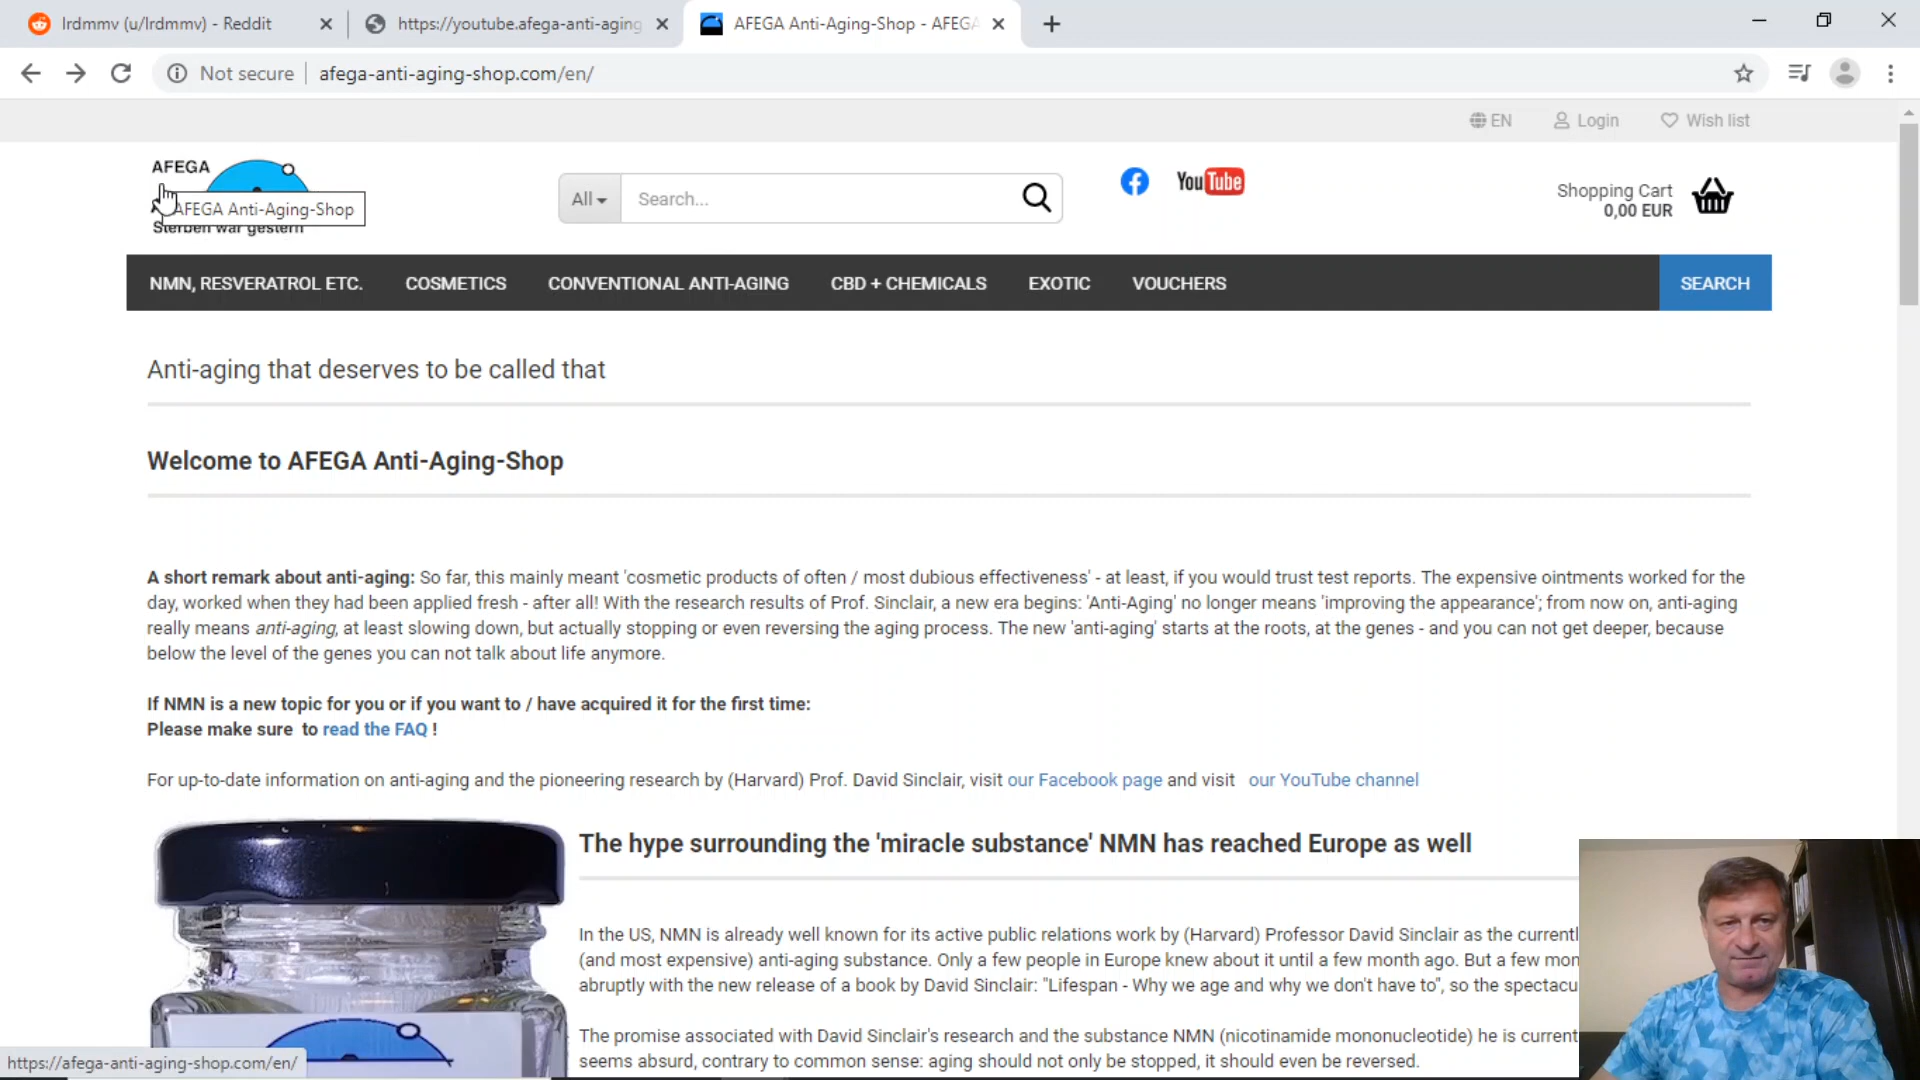 lrdmmv (u/lrdmmv) - Reddit
https://youtube.afega-anti-aging
AFEGA Anti-Aging-Shop - AFEGA
Not secure
afega-anti-aging-shop.com/en/
EN
Login
Wish list
AFEGA
AFEGA Anti-Aging-Shop
Sterben war gestern
All
Search...
You Tube
Shopping Cart
0,00 EUR
NMN, RESVERATROL ETC.
COSMETICS
CONVENTIONAL ANTI-AGING
CBD + CHEMICALS
EXOTIC
VOUCHERS
SEARCH
Anti-aging that deserves to be called that
Welcome to AFEGA Anti-Aging-Shop
A short remark about anti-aging: So far, this mainly meant 'cosmetic products of often / most dubious effectiveness' - at least, if you would trust test reports. The expensive ointments worked for the
day, worked when they had been applied fresh - after all! With the research results of Prof. Sinclair, a new era begins: 'Anti-Aging' no longer means 'improving the appearance'; from now on, anti-aging
really means anti-aging, at least slowing down, but actually stopping or even reversing the aging process. The new 'anti-aging' starts at the roots, at the genes - and you can not get deeper, because
below the level of the genes you can not talk about life anymore.
If NMN is a new topic for you or if you want to / have acquired it for the first time:
Please make sure to read the FAQ !
For up-to-date information on anti-aging and the pioneering research by (Harvard) Prof. David Sinclair, visit our Facebook page and visit our YouTube channel
The hype surrounding the 'miracle substance' NMN has reached Europe as well
In the US, NMN is already well known for its active public relations work by (Harvard) Professor David Sinclair as the currentl
(and most expensive) anti-aging substance. Only a few people in Europe knew about it until a few month ago. But a few mon
abruptly with the new release of a book by David Sinclair: "Lifespan - Why we age and why we don't have to", so the spectacu
The promise associated with David Sinclair's research and the substance NMN (nicotinamide mononucleotide) he is current
seems absurd, contrary to common sense: aging should not only be stopped, it should even be reversed.
https://afega-anti-aging-shop.com/en/